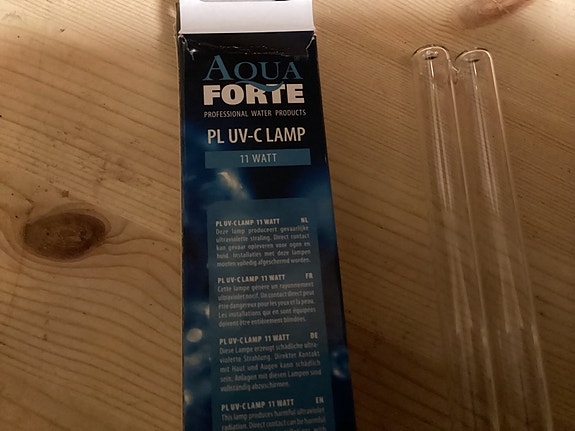 AQUA
FORTE
PROFESSIONAL WATER PRODUCTS
PL UV-C LAMP
11 WATT
PL UV-C LAMP 11 WATT NL
Deze lamp produceert gevaarlijke
ultraviolette straling. Direct contact
kan gevaar opleveren voor ogen en
huid. Installaties met deze lampen
moeten volledig afgeschermd worden.
PL UV-C LAMP 11 WATT FR
Cette lampe génère un rayonnement
ultraviolet nocif. Un contact direct peut
être dangereux pour les yeux et la peau.
Les installations que en sont équipées
doivent être entièrement blindées.
PL UV-C LAMP 11 WATT DE
Diese Lampe erzeugt schädliche ultra-
violette Strahlung. Direkter Kontakt
mit Haut und Augen kann schädlich
sein. Anlagen mit diesen Lampen sind
vollständig abzuschirmen.
PL UV-C LAMP 11 WATT EN
This lamp produces harmful ultraviolet
radiation. Direct contact can be harmful
with